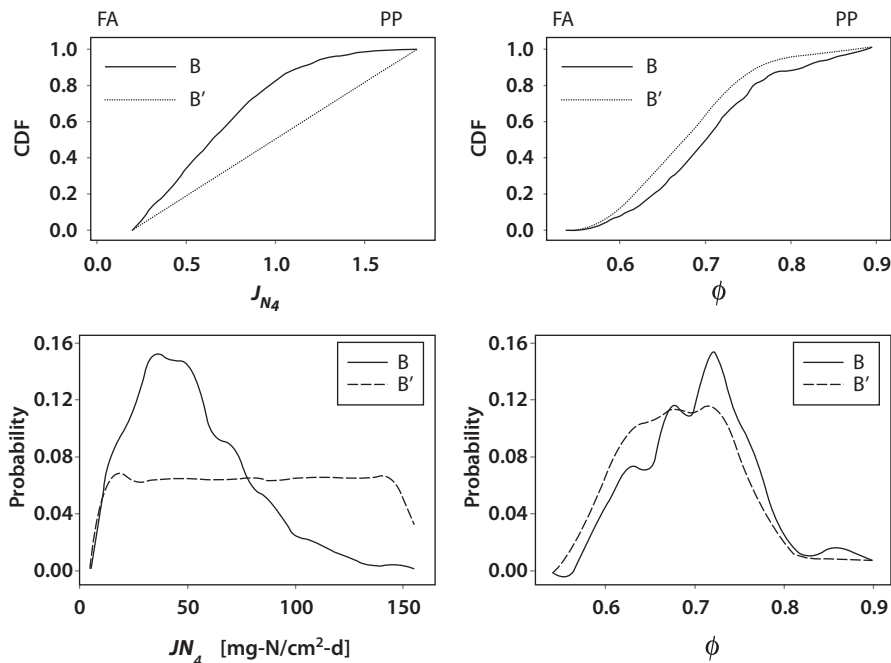 FA PP
1.0
0.8
0.6
0.4
0.2
0.0
CDF
B
B′
0.0 0.5 1.0 1.5
J_N4
FA PP
1.0
0.8
0.6
0.4
0.2
0.0
CDF
B
B′
0.6 0.7 0.8 0.9
ϕ
0.16
0.12
0.08
0.04
0.00
Probability
B
B′
0 50 100 150
JN4 [mg-N/cm²-d]
0.16
0.12
0.08
0.04
0.00
Probability
B
B′
0.6 0.7 0.8 0.9
ϕ